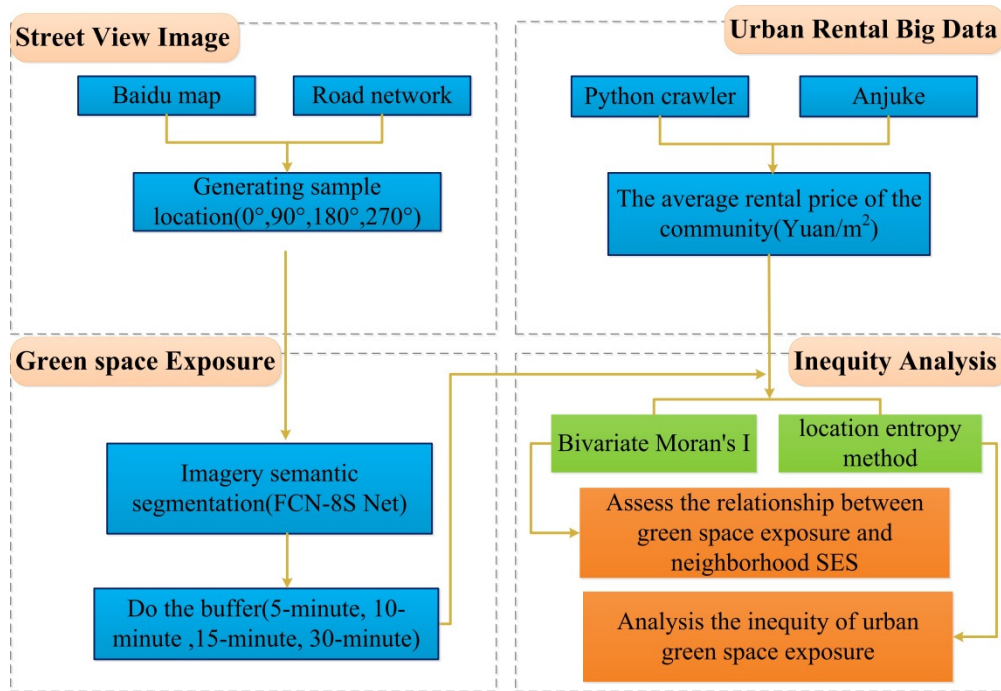 Street View Image
Baidu map
Road network
Generating sample
location(0°,90°,180°,270°)
Urban Rental Big Data
Python crawler
Anjuke
The average rental price of the
community(Yuan/m²)
Green space Exposure
Imagery semantic
segmentation(FCN-8S Net)
Do the buffer(5-minute, 10-
minute ,15-minute, 30-minute)
Inequity Analysis
Bivariate Moran's I
location entropy
method
Assess the relationship between
green space exposure and
neighborhood SES
Analysis the inequity of urban
green space exposure